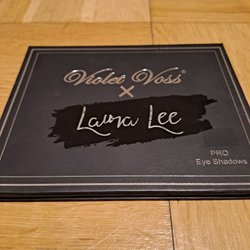 Violet Voss®
X
Laura Lee
PRO
Eye Shadows